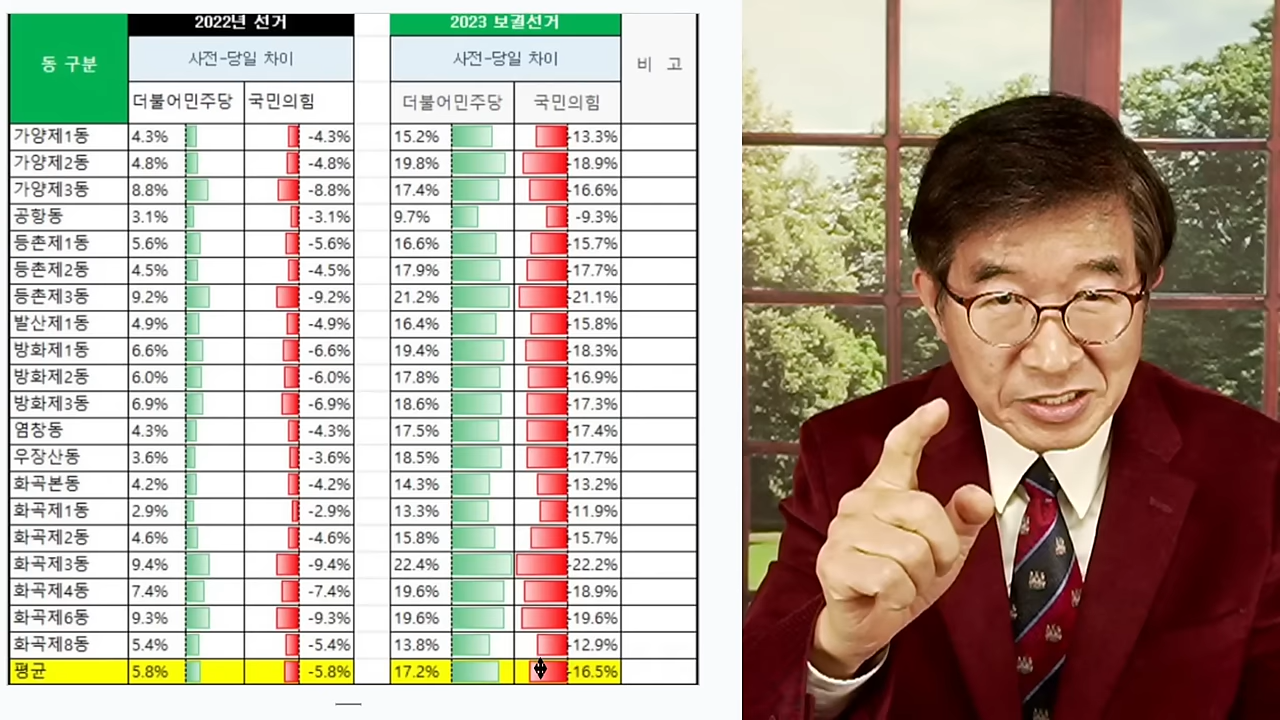 동 구분 2022년 선거 2023 보궐선거 비 고
사전-당일 차이 사전-당일 차이
더불어민주당 국민의힘 더불어민주당 국민의힘
가양제1동 4.3% -4.3% 15.2% -13.3%
가양제2동 4.8% -4.8% 19.8% -18.9%
가양제3동 8.8% -8.8% 17.4% -16.6%
공항동 3.1% -3.1% 9.7% -9.3%
등촌제1동 5.6% -5.6% 16.6% -15.7%
등촌제2동 4.5% -4.5% 17.9% -17.7%
등촌제3동 9.2% -9.2% 21.2% -21.1%
발산제1동 4.9% -4.9% 16.4% -15.8%
방화제1동 6.6% -6.6% 19.4% -18.3%
방화제2동 6.0% -6.0% 17.8% -16.9%
방화제3동 6.9% -6.9% 18.6% -17.3%
염창동 4.3% -4.3% 17.5% -17.4%
우장산동 3.6% -3.6% 18.5% -17.7%
화곡본동 4.2% -4.2% 14.3% -13.2%
화곡제1동 2.9% -2.9% 13.3% -11.9%
화곡제2동 4.6% -4.6% 15.8% -15.7%
화곡제3동 9.4% -9.4% 22.4% -22.2%
화곡제4동 7.4% -7.4% 19.6% -18.9%
화곡제6동 9.3% -9.3% 19.6% -19.6%
화곡제8동 5.4% -5.4% 13.8% -12.9%
평균 5.8% -5.8% 17.2% -16.5%